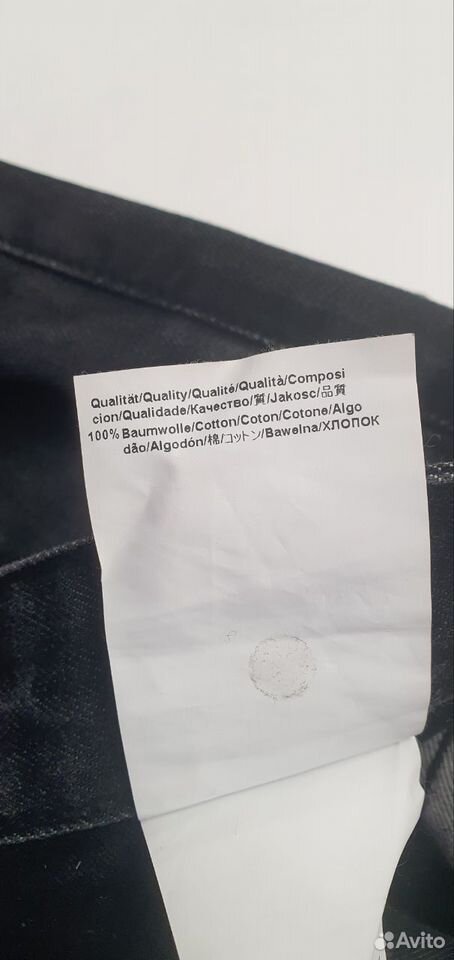 Qualität/Quality/Qualité/Qualità/Composi
cion/Qualidade/Качество/質/Jakosc/品質
100% Baumwolle/Cotton/Coton/Cotone/Algo
dão/Algodón/棉/コットン/Bawelna/ХЛОПОК
Avito